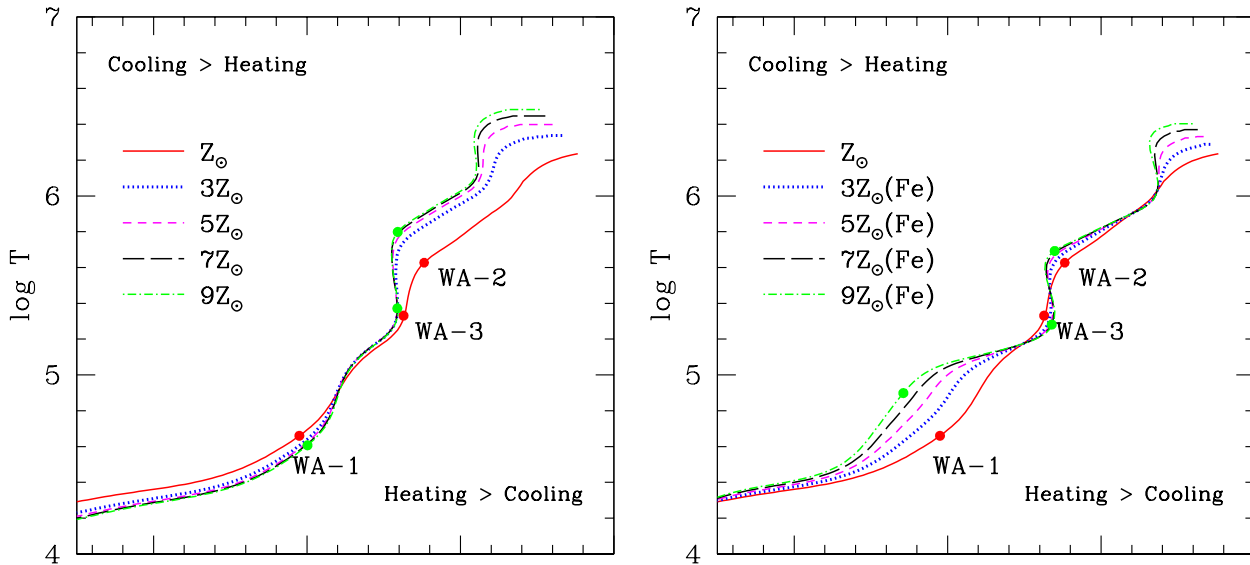 7
Cooling > Heating
Z⊙
3Z⊙
5Z⊙
7Z⊙
9Z⊙
6
log T
WA−2
WA−3
5
WA−1
Heating > Cooling
4
7
Cooling > Heating
Z⊙
3Z⊙(Fe)
5Z⊙(Fe)
7Z⊙(Fe)
9Z⊙(Fe)
6
log T
WA−2
WA−3
5
WA−1
Heating > Cooling
4